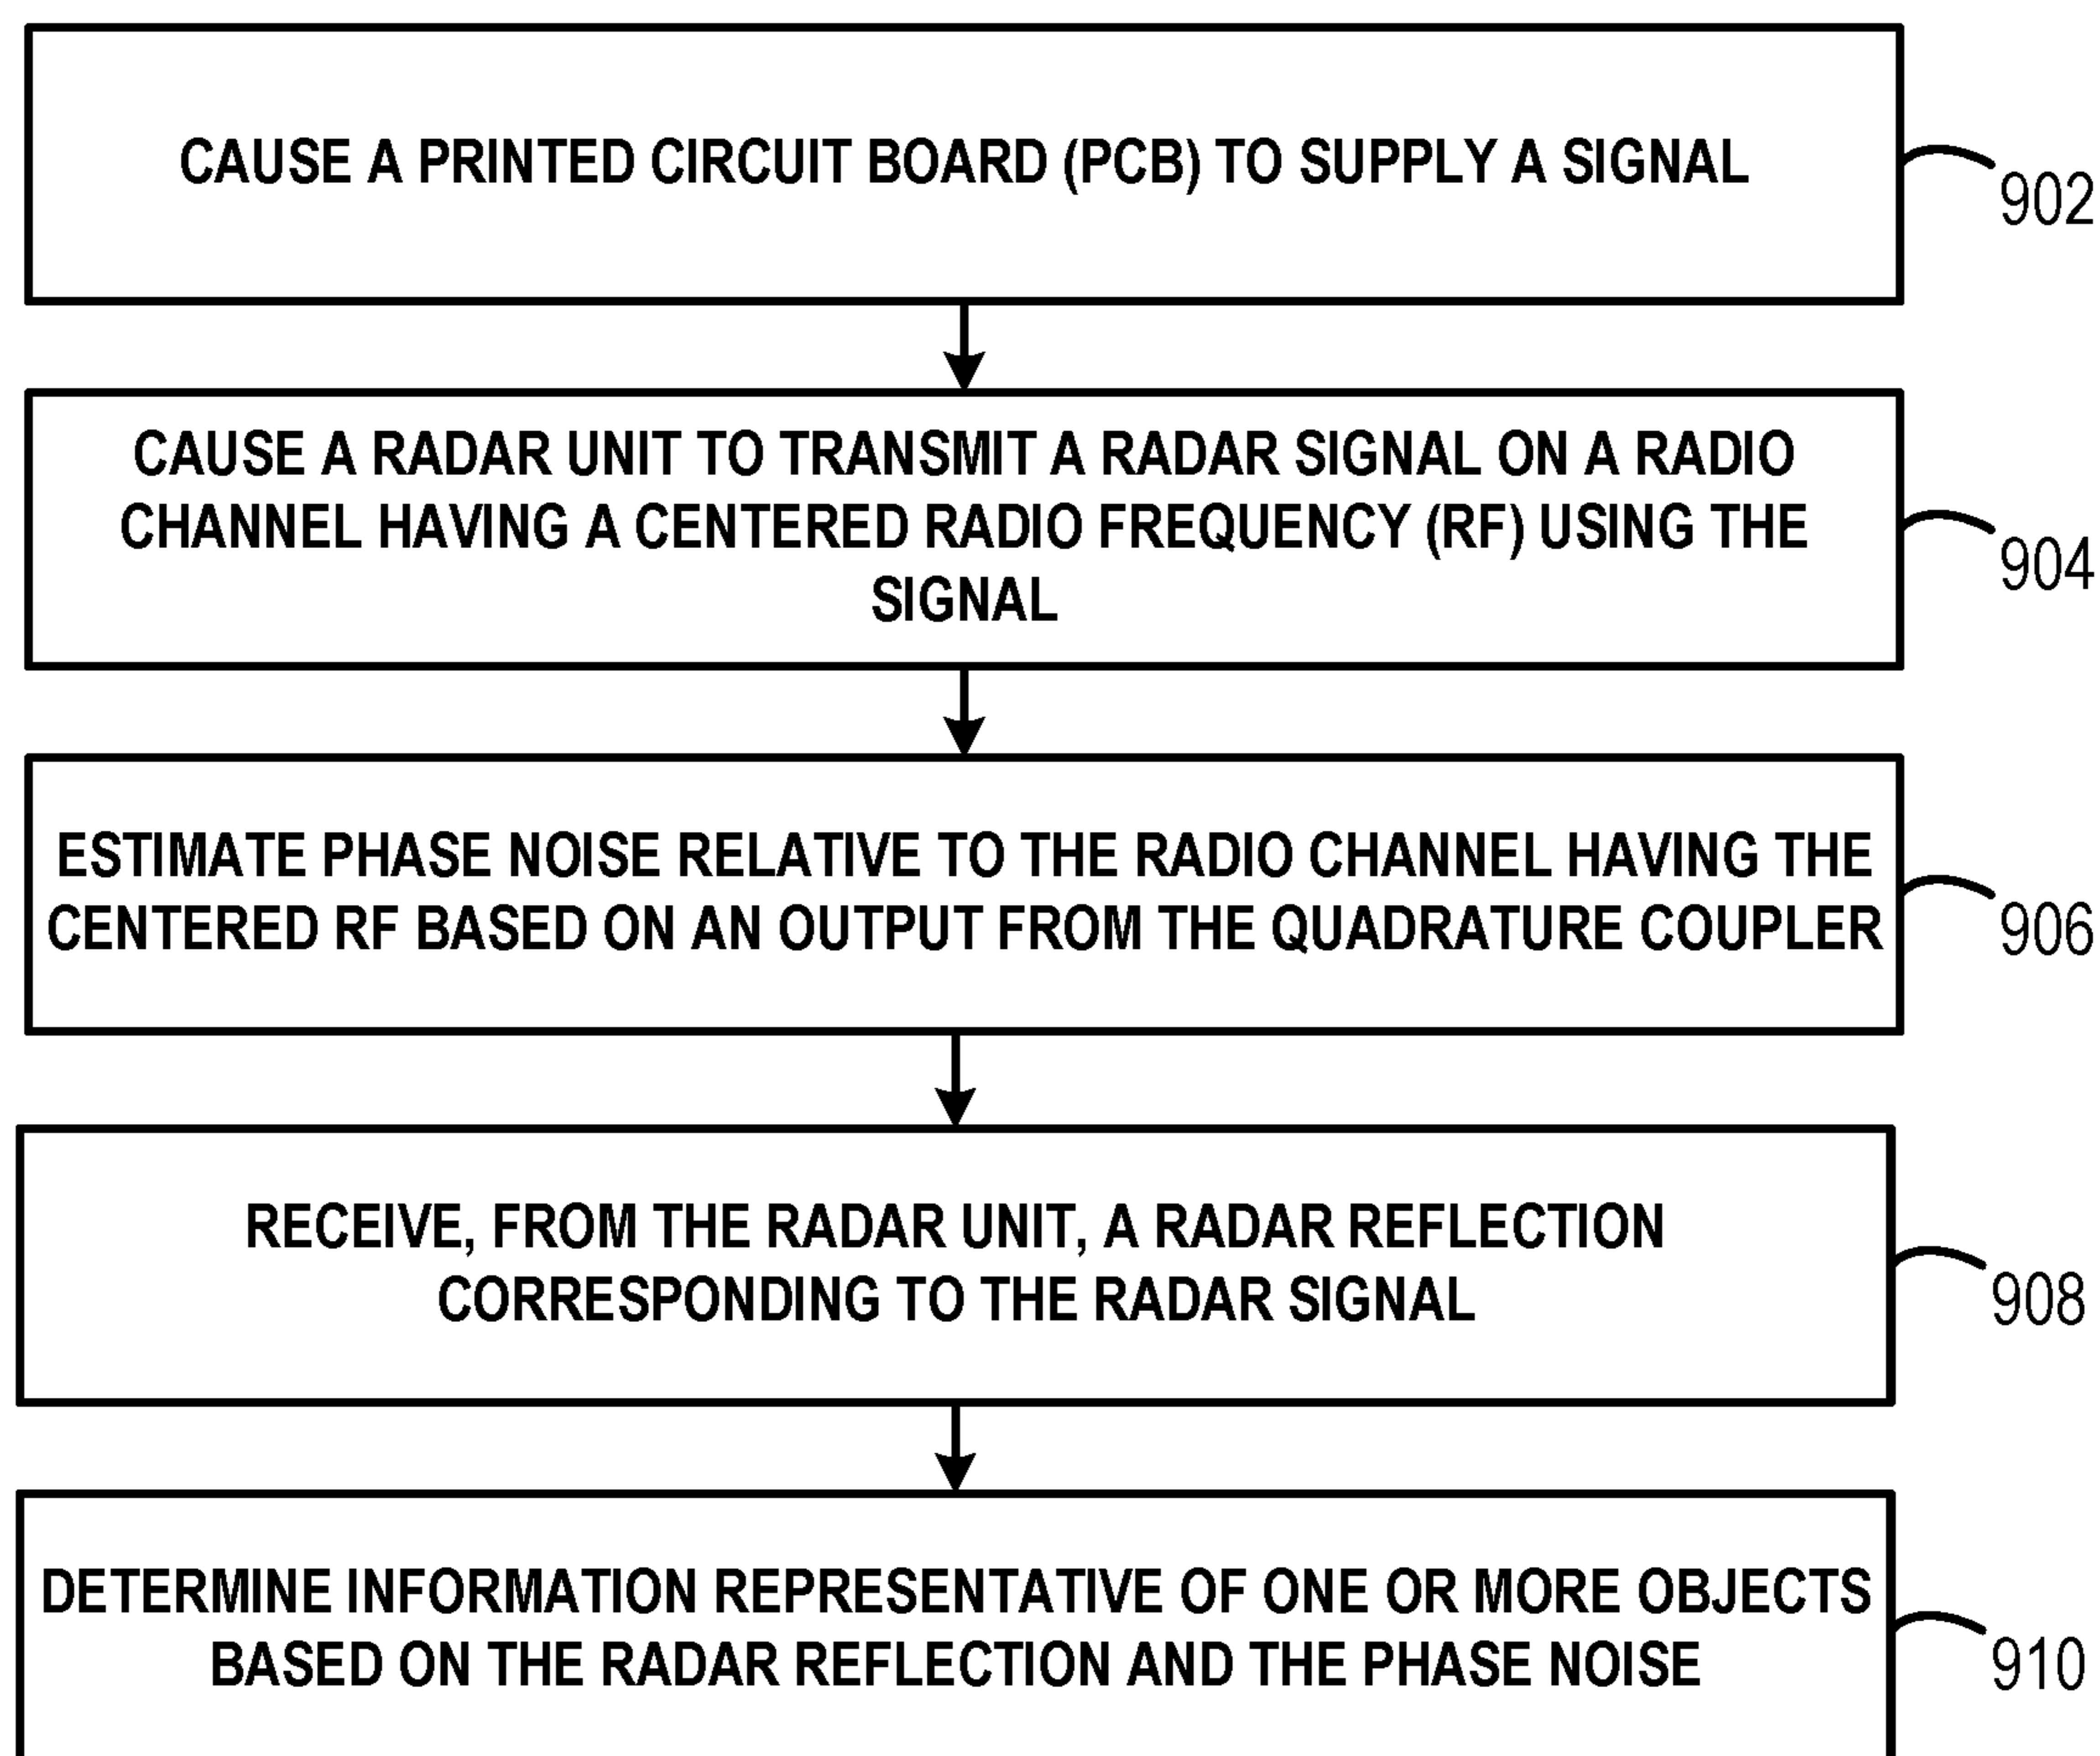 CAUSE A PRINTED CIRCUIT BOARD (PCB) TO SUPPLY A SIGNAL
902
CAUSE A RADAR UNIT TO TRANSMIT A RADAR SIGNAL ON A RADIO
CHANNEL HAVING A CENTERED RADIO FREQUENCY (RF) USING THE
SIGNAL
904
ESTIMATE PHASE NOISE RELATIVE TO THE RADIO CHANNEL HAVING THE
CENTERED RF BASED ON AN OUTPUT FROM THE QUADRATURE COUPLER
906
RECEIVE, FROM THE RADAR UNIT, A RADAR REFLECTION
CORRESPONDING TO THE RADAR SIGNAL
908
DETERMINE INFORMATION REPRESENTATIVE OF ONE OR MORE OBJECTS
BASED ON THE RADAR REFLECTION AND THE PHASE NOISE
910